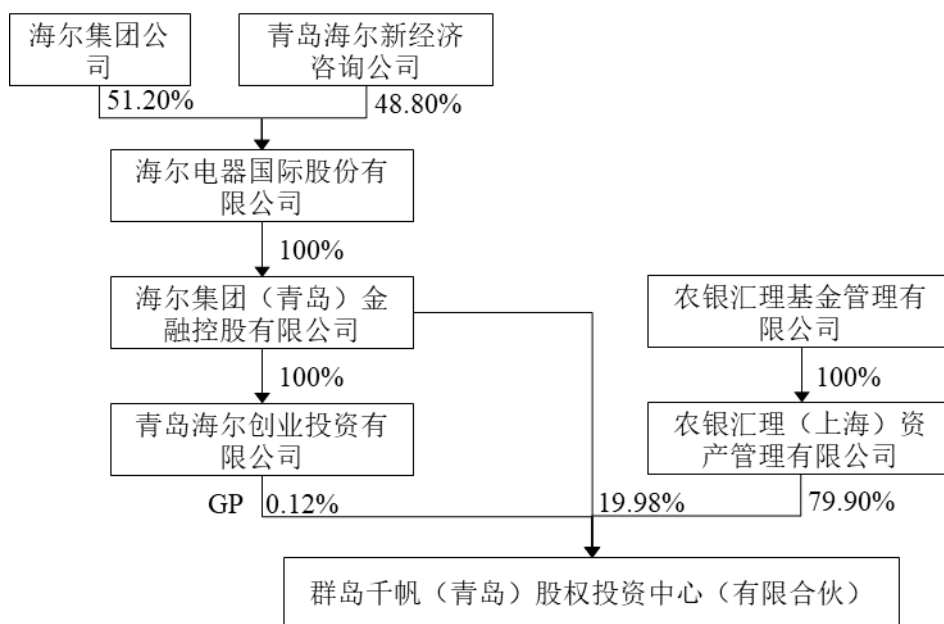 海尔集团公
司
青岛海尔新经济
咨询公司
51.20%
48.80%
海尔电器国际股份有
限公司
100%
海尔集团（青岛）金
融控股有限公司
农银汇理基金管理有
限公司
100%
100%
青岛海尔创业投资有
限公司
农银汇理（上海）资
产管理有限公司
GP
0.12%
19.98%
79.90%
群岛千帆（青岛）股权投资中心（有限合伙）